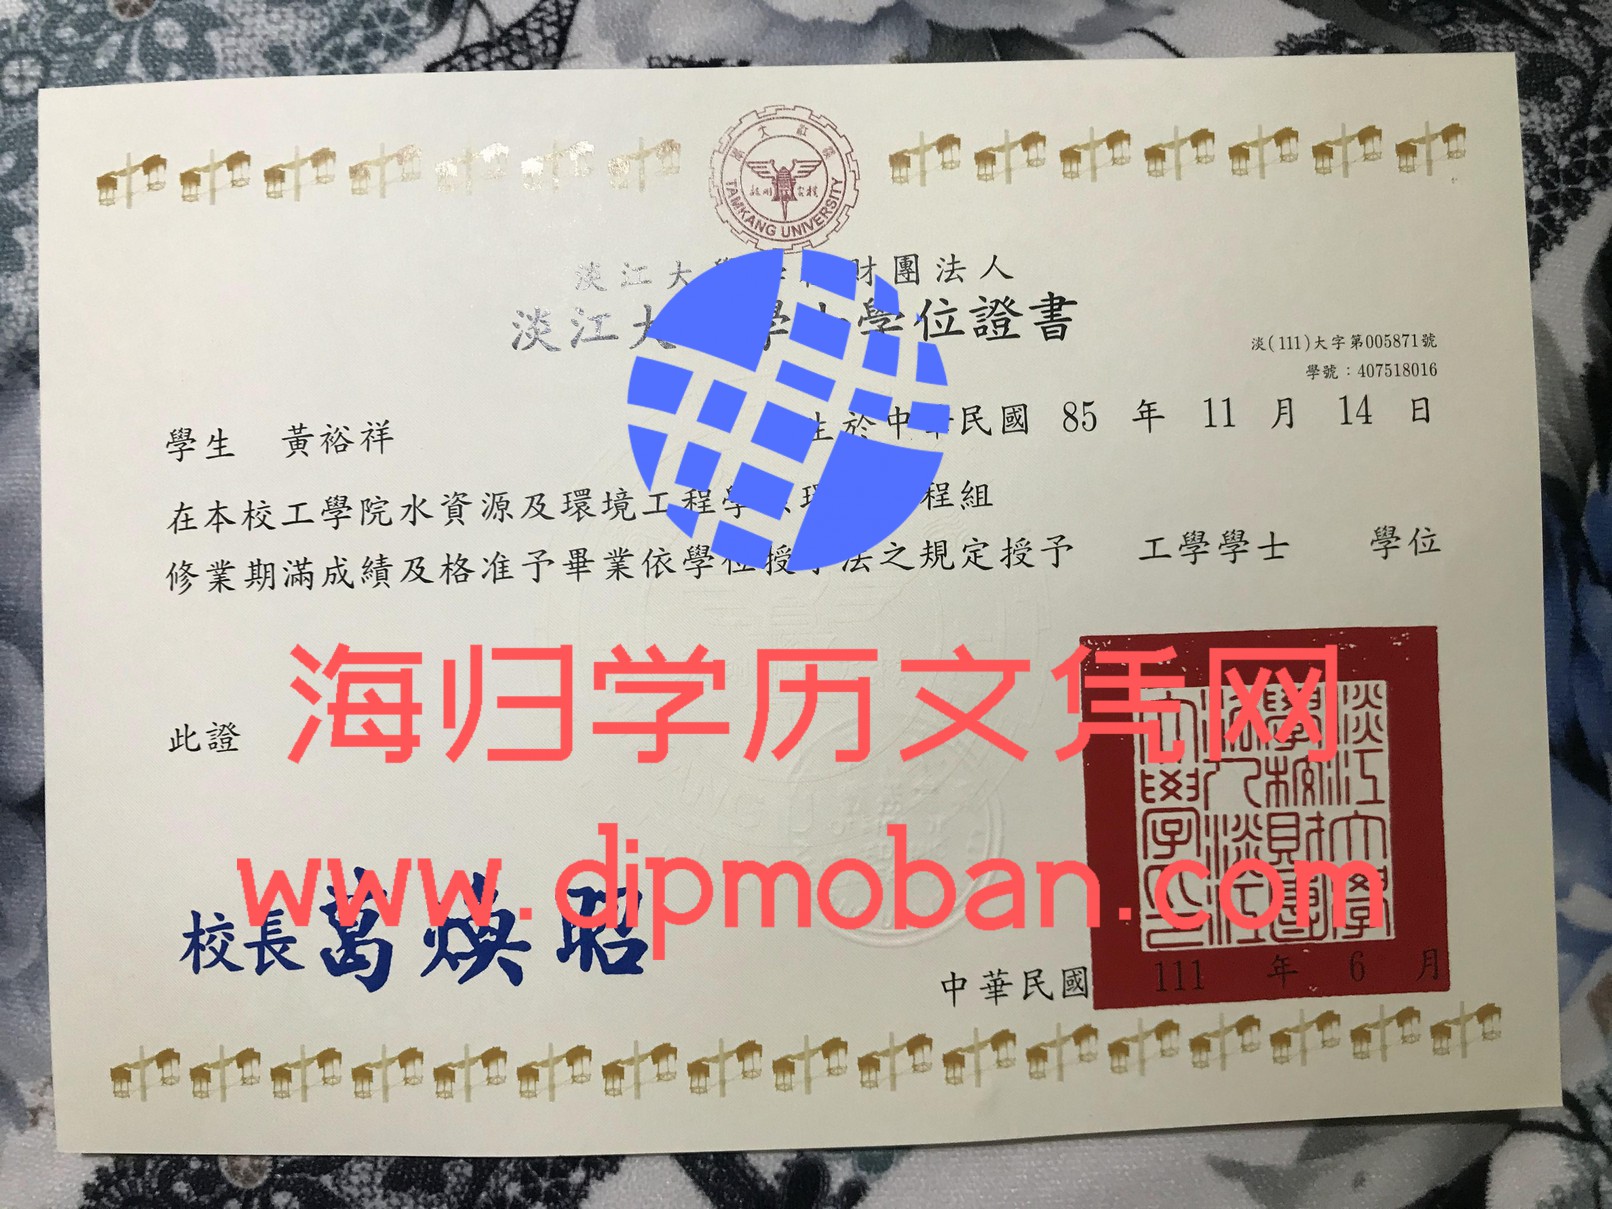 TAMKANG UNIVERSITY
淡江大學 財團法人
淡江大 學士學位證書
淡(111)大字第005871號
學號：407518016
學生 黃裕祥 生於中華民國 85 年 11 月 14 日
在本校工學院水資源及環境工程學 環 程組
修業期滿成績及格准予畢業依學位授予法之規定授予 工學學士 學位
海归学历文凭网
此證
www.dipmoban.com
校長 葛煥昭
中華民國 111 年 6 月